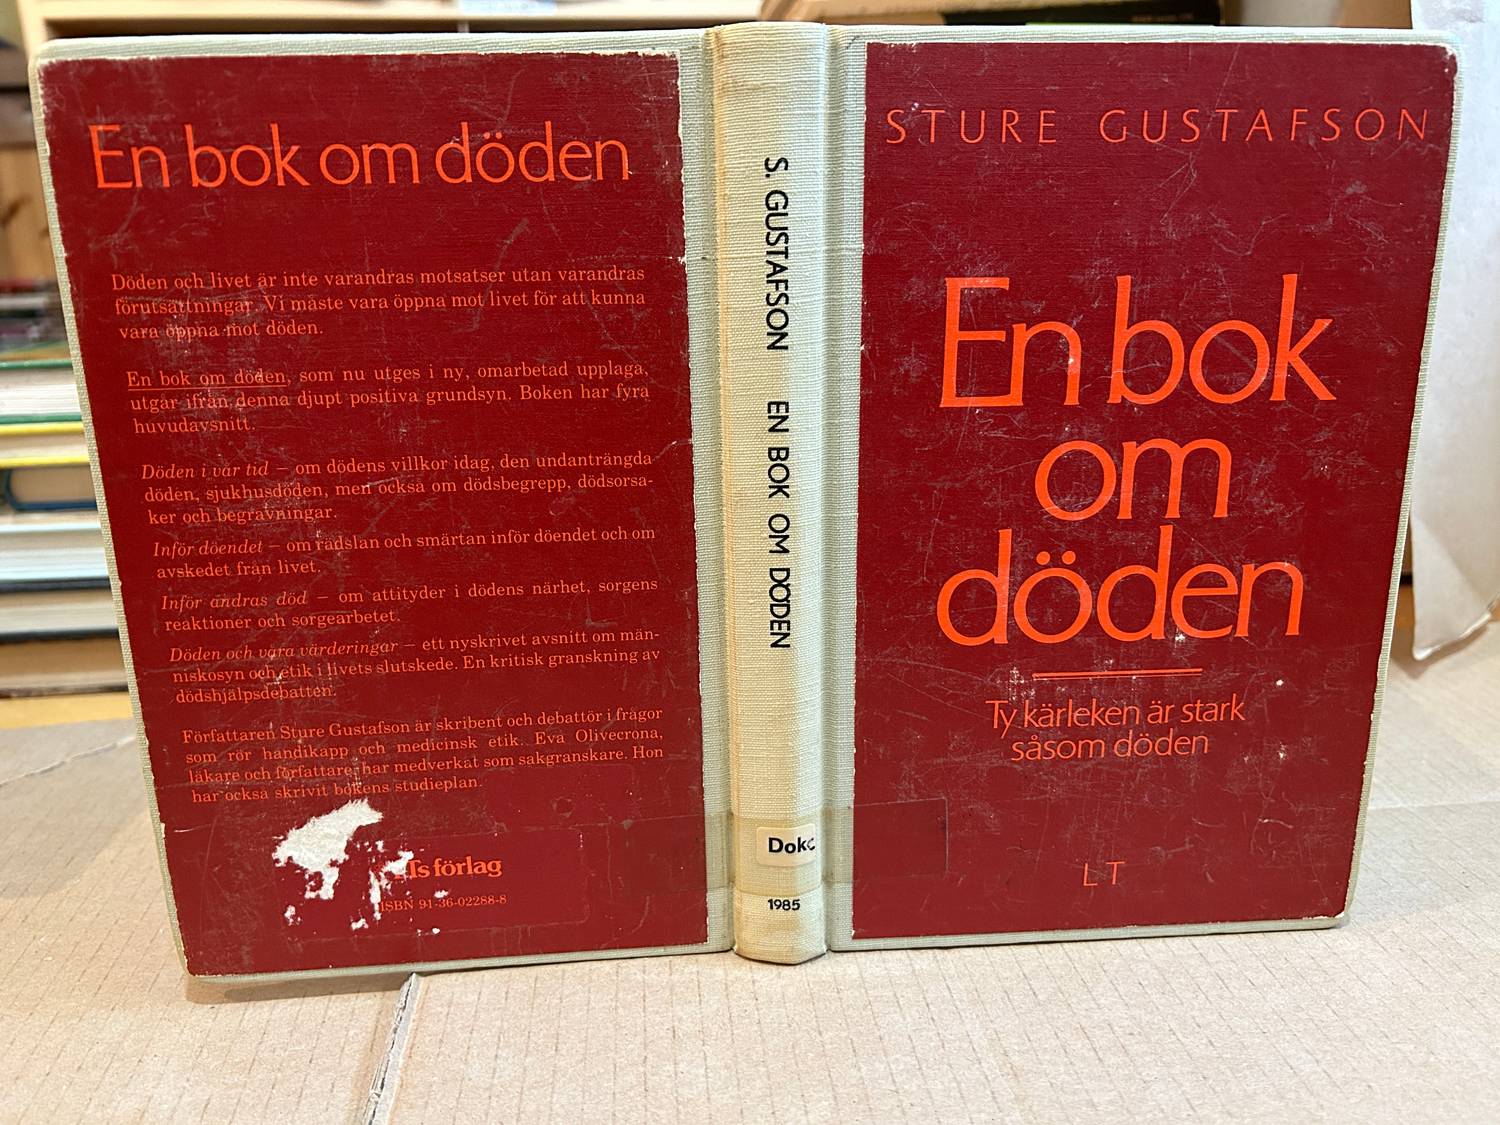 En bok om döden
Döden och livet är inte varandras motsatser utan varandras
förutsättningar. Vi måste vara öppna mot livet för att kunna
vara öppna mot döden.
En bok om döden, som nu utges i ny, omarbetad upplaga,
utgår ifrån denna djupt positiva grundsyn. Boken har fyra
huvudavsnitt.
Döden i vår tid – om dödens villkor idag, den undanträngda
döden, sjukhusdöden, men också om dödsbegrepp, dödsorsa-
ker och begravningar.
Inför döendet – om rädslan och smärtan inför döendet och om
avskedet från livet.
Inför andras död – om attityder i dödens närhet, sorgens
reaktioner och sorgearbetet.
Döden och våra värderingar – ett nyskrivet avsnitt om män-
niskosyn och etik i livets slutskede. En kritisk granskning av
dödshjälpsdebatten.
Författaren Sture Gustafson är skribent och debattör i frågor
som rör handikapp och medicinsk etik. Eva Olivecrona,
läkare och författare har medverkat som sakgranskare. Hon
har också skrivit bokens studieplan.
Ts förlag
ISBN 91-36-02288-8
S. GUSTAFSON EN BOK OM DÖDEN
Dokc
1985
STURE GUSTAFSON
En bok
om
döden
Ty kärleken är stark
såsom döden
LT